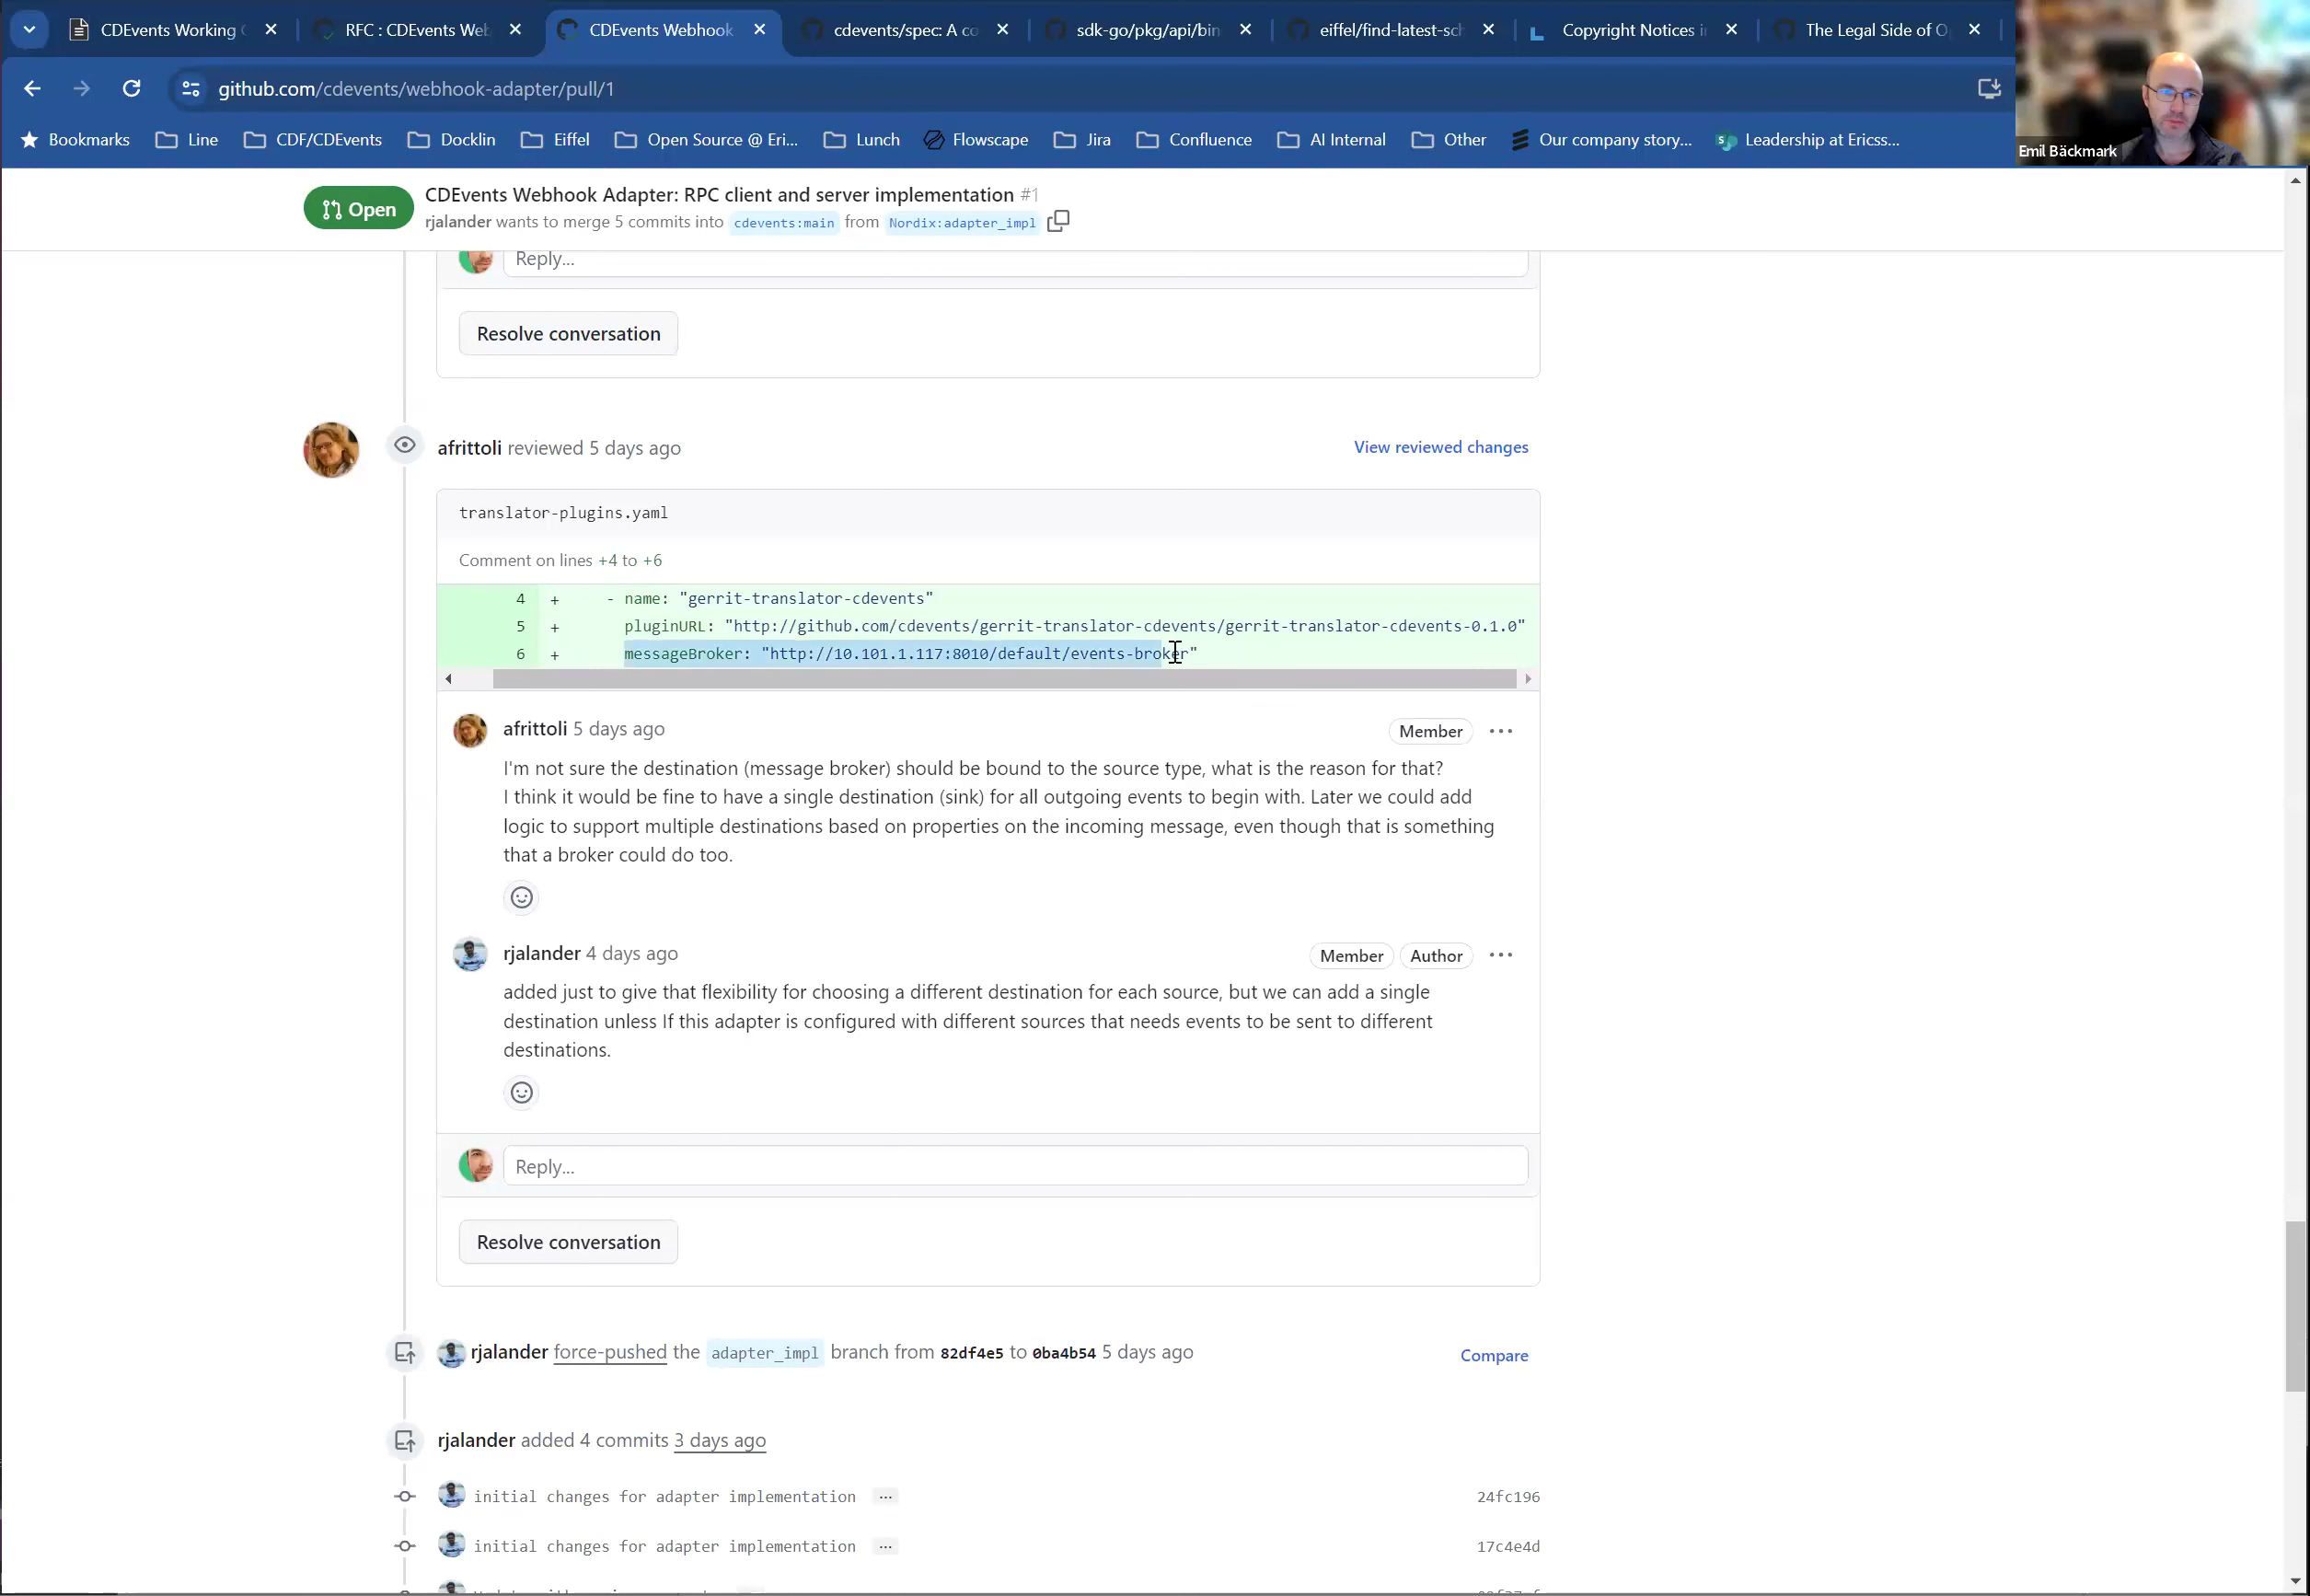 CDEvents Working
RFC : CDEvents Web
CDEvents Webhook
cdevents/spec: A co
sdk-go/pkg/api/bin
eiffel/find-latest-sch
Copyright Notices i
The Legal Side of O
github.com/cdevents/webhook-adapter/pull/1
Bookmarks
Line
CDF/CDEvents
Docklin
Eiffel
Open Source @ Eri...
Lunch
Flowscape
Jira
Confluence
AI Internal
Other
Our company story...
Leadership at Ericss...
Emil Bäckmark
Open
CDEvents Webhook Adapter: RPC client and server implementation #1
rjalander wants to merge 5 commits into cdevents:main from Nordix:adapter_impl
Reply...
Resolve conversation
afrittoli reviewed 5 days ago
View reviewed changes
translator-plugins.yaml
Comment on lines +4 to +6
4 + - name: "gerrit-translator-cdevents"
5 + pluginURL: "http://github.com/cdevents/gerrit-translator-cdevents/gerrit-translator-cdevents-0.1.0"
6 + messageBroker: "http://10.101.1.117:8010/default/events-broker"
afrittoli 5 days ago
Member
I'm not sure the destination (message broker) should be bound to the source type, what is the reason for that?
I think it would be fine to have a single destination (sink) for all outgoing events to begin with. Later we could add
logic to support multiple destinations based on properties on the incoming message, even though that is something
that a broker could do too.
rjalander 4 days ago
Member
Author
added just to give that flexibility for choosing a different destination for each source, but we can add a single
destination unless If this adapter is configured with different sources that needs events to be sent to different
destinations.
Reply...
Resolve conversation
rjalander force-pushed the adapter_impl branch from 82df4e5 to 0ba4b54 5 days ago
Compare
rjalander added 4 commits 3 days ago
initial changes for adapter implementation ...
24fc196
initial changes for adapter implementation ...
17c4e4d